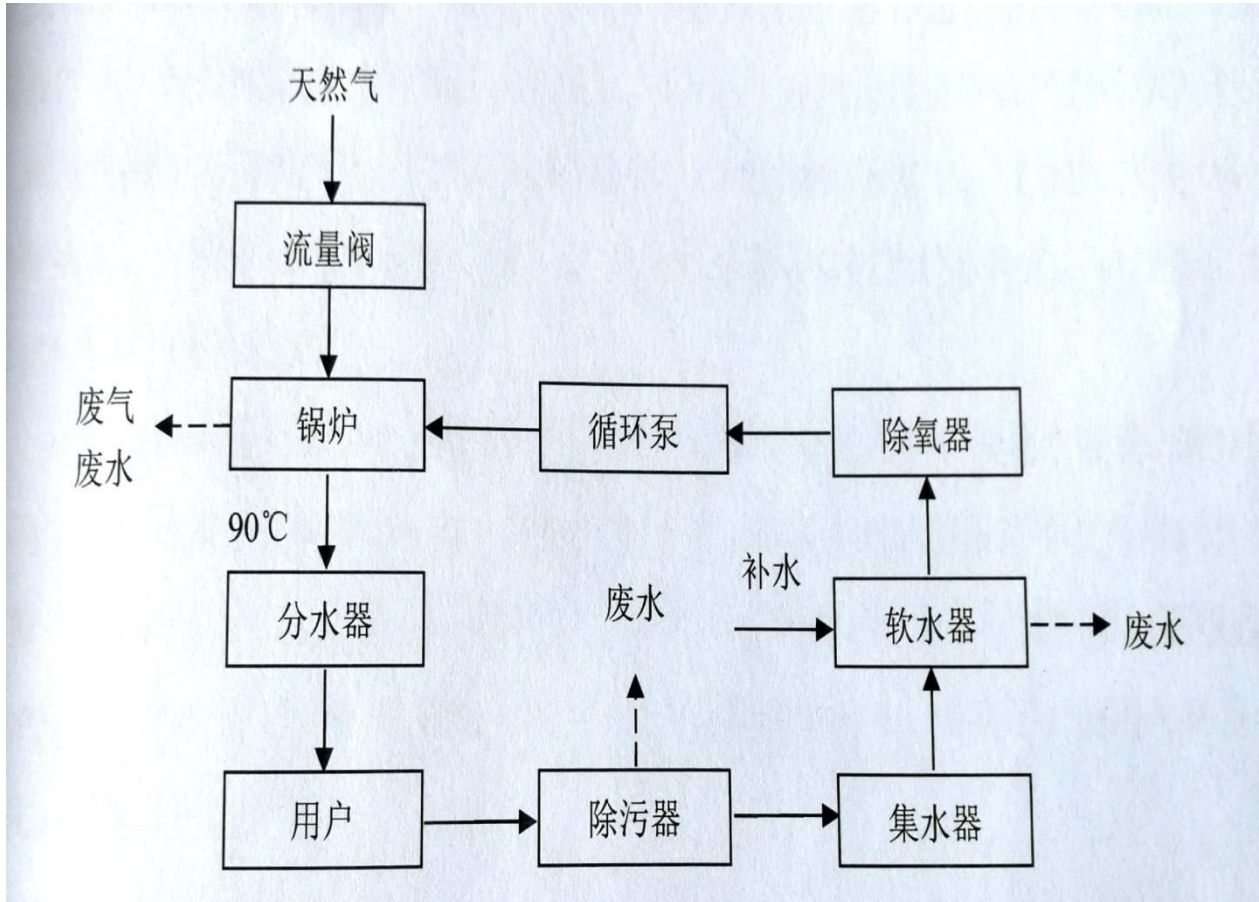 天然气
流量阀
废气
废水
锅炉
循环泵
除氧器
90℃
分水器
废水
补水
软水器
废水
用户
除污器
集水器